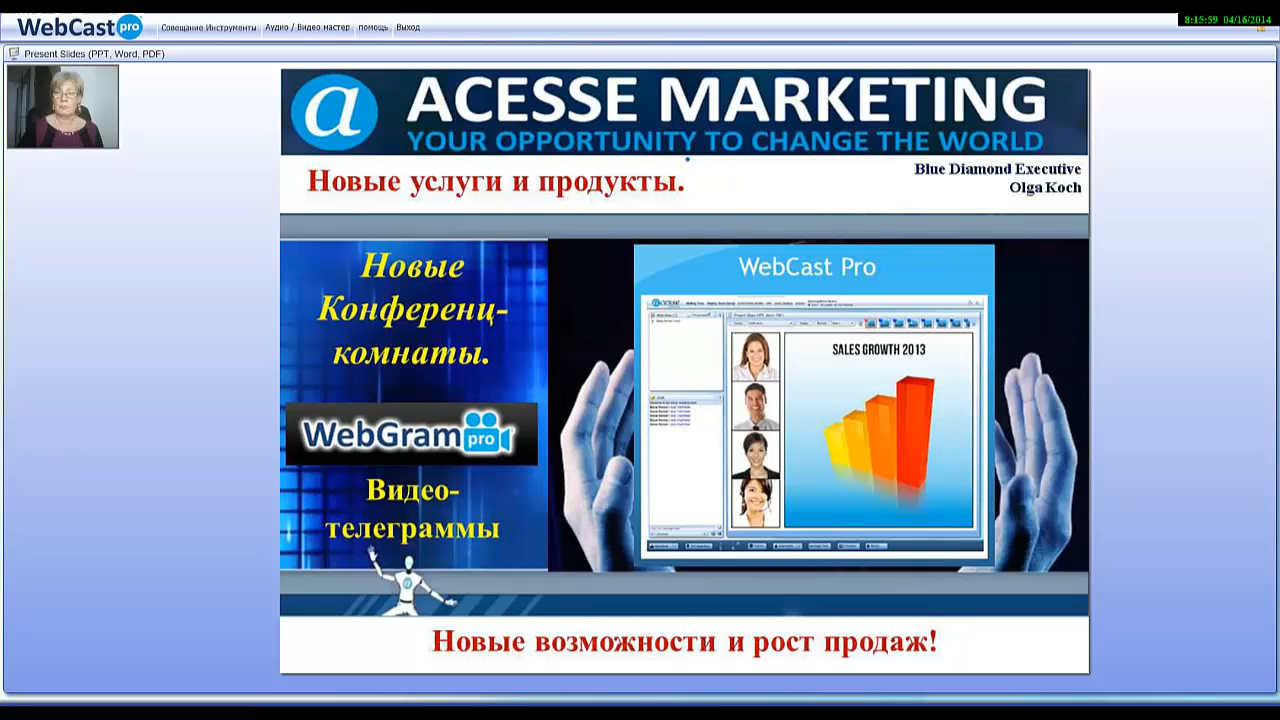 8:15:59 04/16/2014
WebCast pro
Совещание Инструменты Аудио / Видео мастер помощь Выход
Present Slides (PPT, Word, PDF)
a ACESSE MARKETING
YOUR OPPORTUNITY TO CHANGE THE WORLD
Новые услуги и продукты.
Blue Diamond Executive
Olga Koch
Новые
Конференц-
комнаты.
WebGram pro
Видео-
телеграммы
WebCast Pro
ACESSE
SALES GROWTH 2013
Новые возможности и рост продаж!